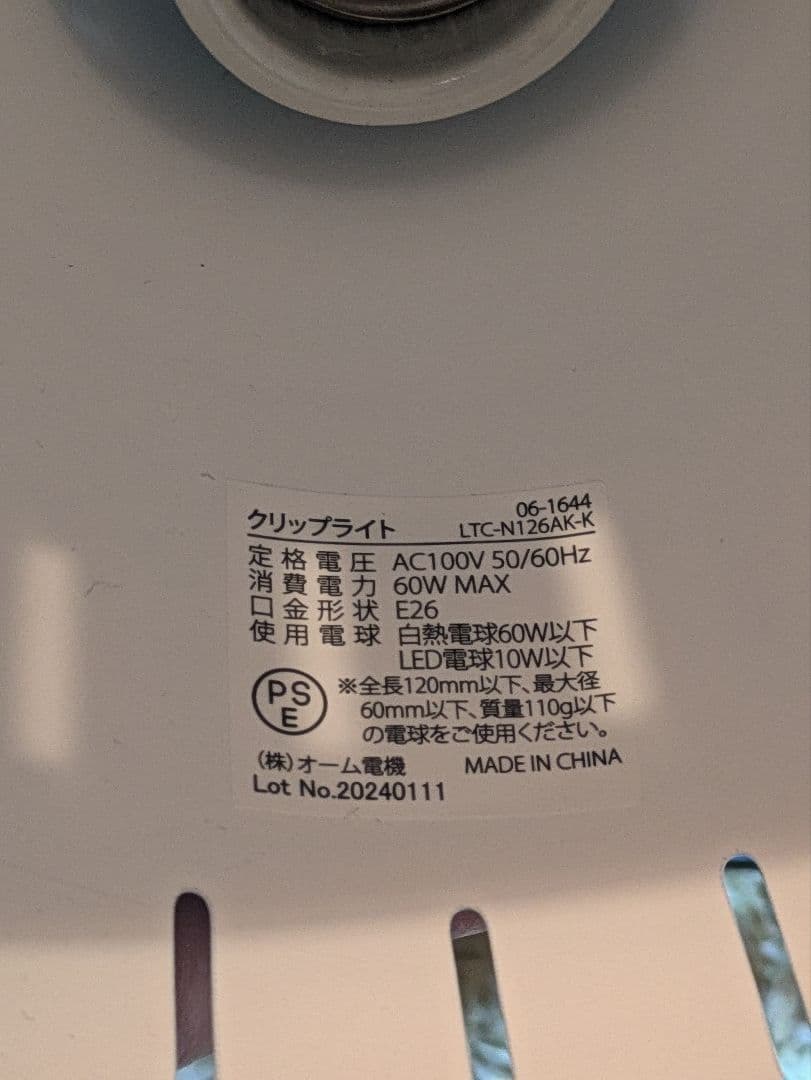 06-1644
クリップライト LTC-N126AK-K
定格電圧 AC100V 50/60Hz
消費電力 60W MAX
口金形状 E26
使用電球 白熱電球60W以下
LED電球10W以下
※全長120mm以下、最大径
60mm以下、質量110g以下
の電球をご使用ください。
PS
E
(株)オーム電機 MADE IN CHINA
Lot No.20240111